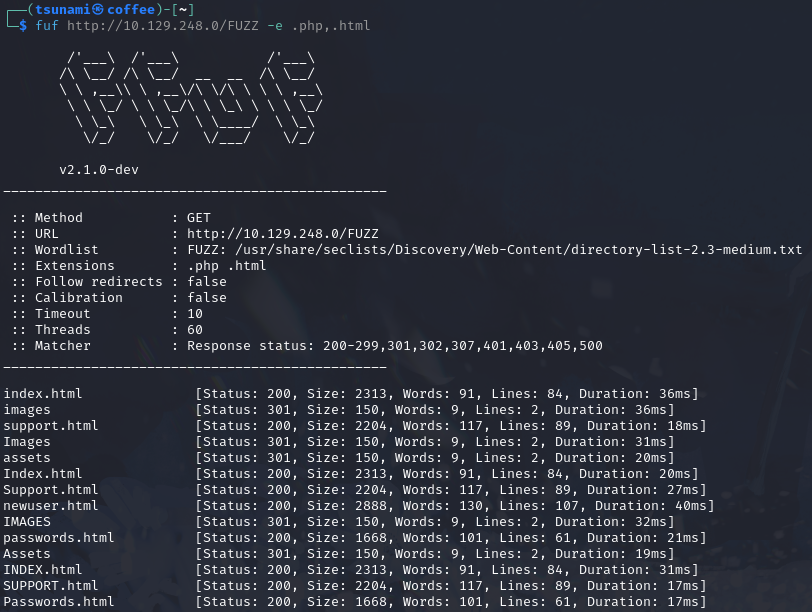 ┌──(tsunami㉿coffee)-[~]
└─$ fuf http://10.129.248.0/FUZZ -e .php,.html
        /'___\  /'___\           /'___\
       /\ \__/ /\ \__/  __  __  /\ \__/
       \ \ ,__\\ \ ,__\/\ \/\ \ \ \ ,__\
        \ \ \_/ \ \ \_/\ \ \_\ \ \ \ \_/
         \ \_\   \ \_\  \ \____/  \ \_\
          \/_/    \/_/   \/___/    \/_/
       v2.1.0-dev
________________________________________________
 :: Method           : GET
 :: URL              : http://10.129.248.0/FUZZ
 :: Wordlist         : FUZZ: /usr/share/seclists/Discovery/Web-Content/directory-list-2.3-medium.txt
 :: Extensions       : .php .html
 :: Follow redirects : false
 :: Calibration      : false
 :: Timeout          : 10
 :: Threads          : 60
 :: Matcher          : Response status: 200-299,301,302,307,401,403,405,500
________________________________________________
index.html              [Status: 200, Size: 2313, Words: 91, Lines: 84, Duration: 36ms]
images                  [Status: 301, Size: 150, Words: 9, Lines: 2, Duration: 36ms]
support.html            [Status: 200, Size: 2204, Words: 117, Lines: 89, Duration: 18ms]
Images                  [Status: 301, Size: 150, Words: 9, Lines: 2, Duration: 31ms]
assets                  [Status: 301, Size: 150, Words: 9, Lines: 2, Duration: 20ms]
Index.html              [Status: 200, Size: 2313, Words: 91, Lines: 84, Duration: 20ms]
Support.html            [Status: 200, Size: 2204, Words: 117, Lines: 89, Duration: 27ms]
newuser.html            [Status: 200, Size: 2888, Words: 130, Lines: 107, Duration: 40ms]
IMAGES                  [Status: 301, Size: 150, Words: 9, Lines: 2, Duration: 32ms]
passwords.html          [Status: 200, Size: 1668, Words: 101, Lines: 61, Duration: 21ms]
Assets                  [Status: 301, Size: 150, Words: 9, Lines: 2, Duration: 19ms]
INDEX.html              [Status: 200, Size: 2313, Words: 91, Lines: 84, Duration: 31ms]
SUPPORT.html            [Status: 200, Size: 2204, Words: 117, Lines: 89, Duration: 17ms]
Passwords.html          [Status: 200, Size: 1668, Words: 101, Lines: 61, Duration: 17ms]